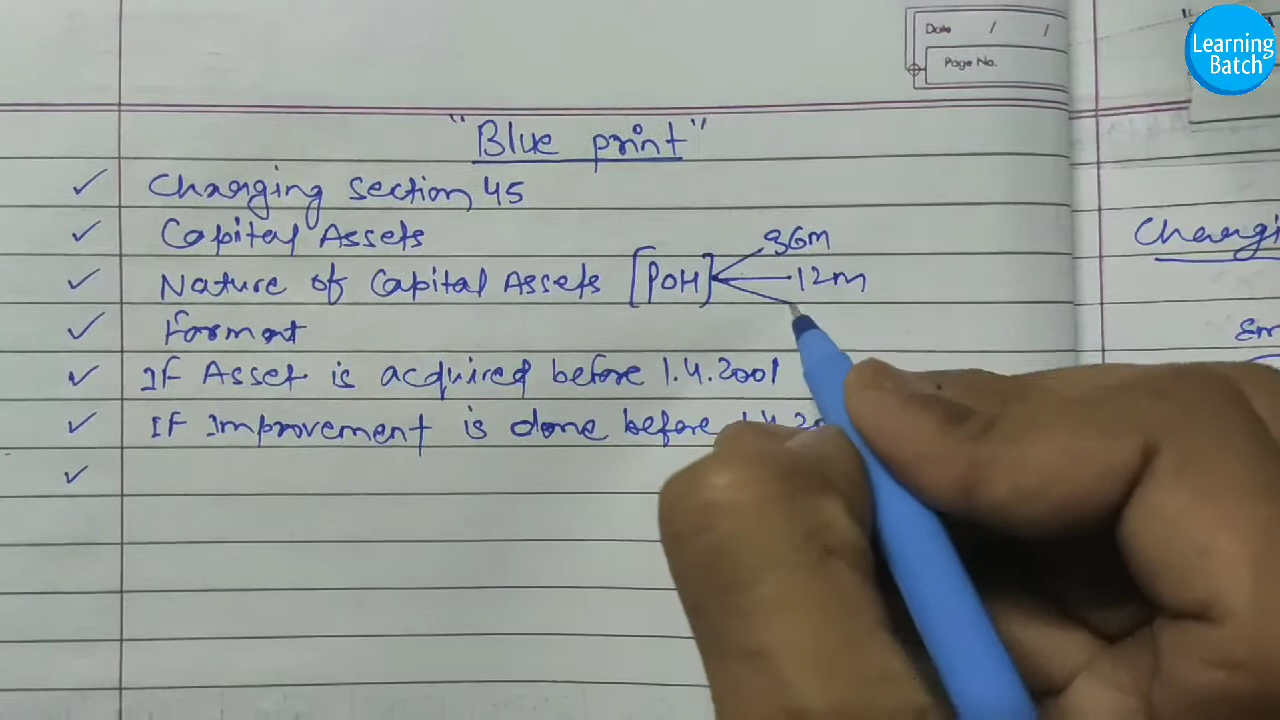 Date / /
Page No.
Learning
Batch
"Blue print"
Charging section 45
Capital Assets
36m
Nature of Capital Assets [POH] 12m
Format
If Asset is acquired before 1.4.2001
If Improvement is done before
Chargi